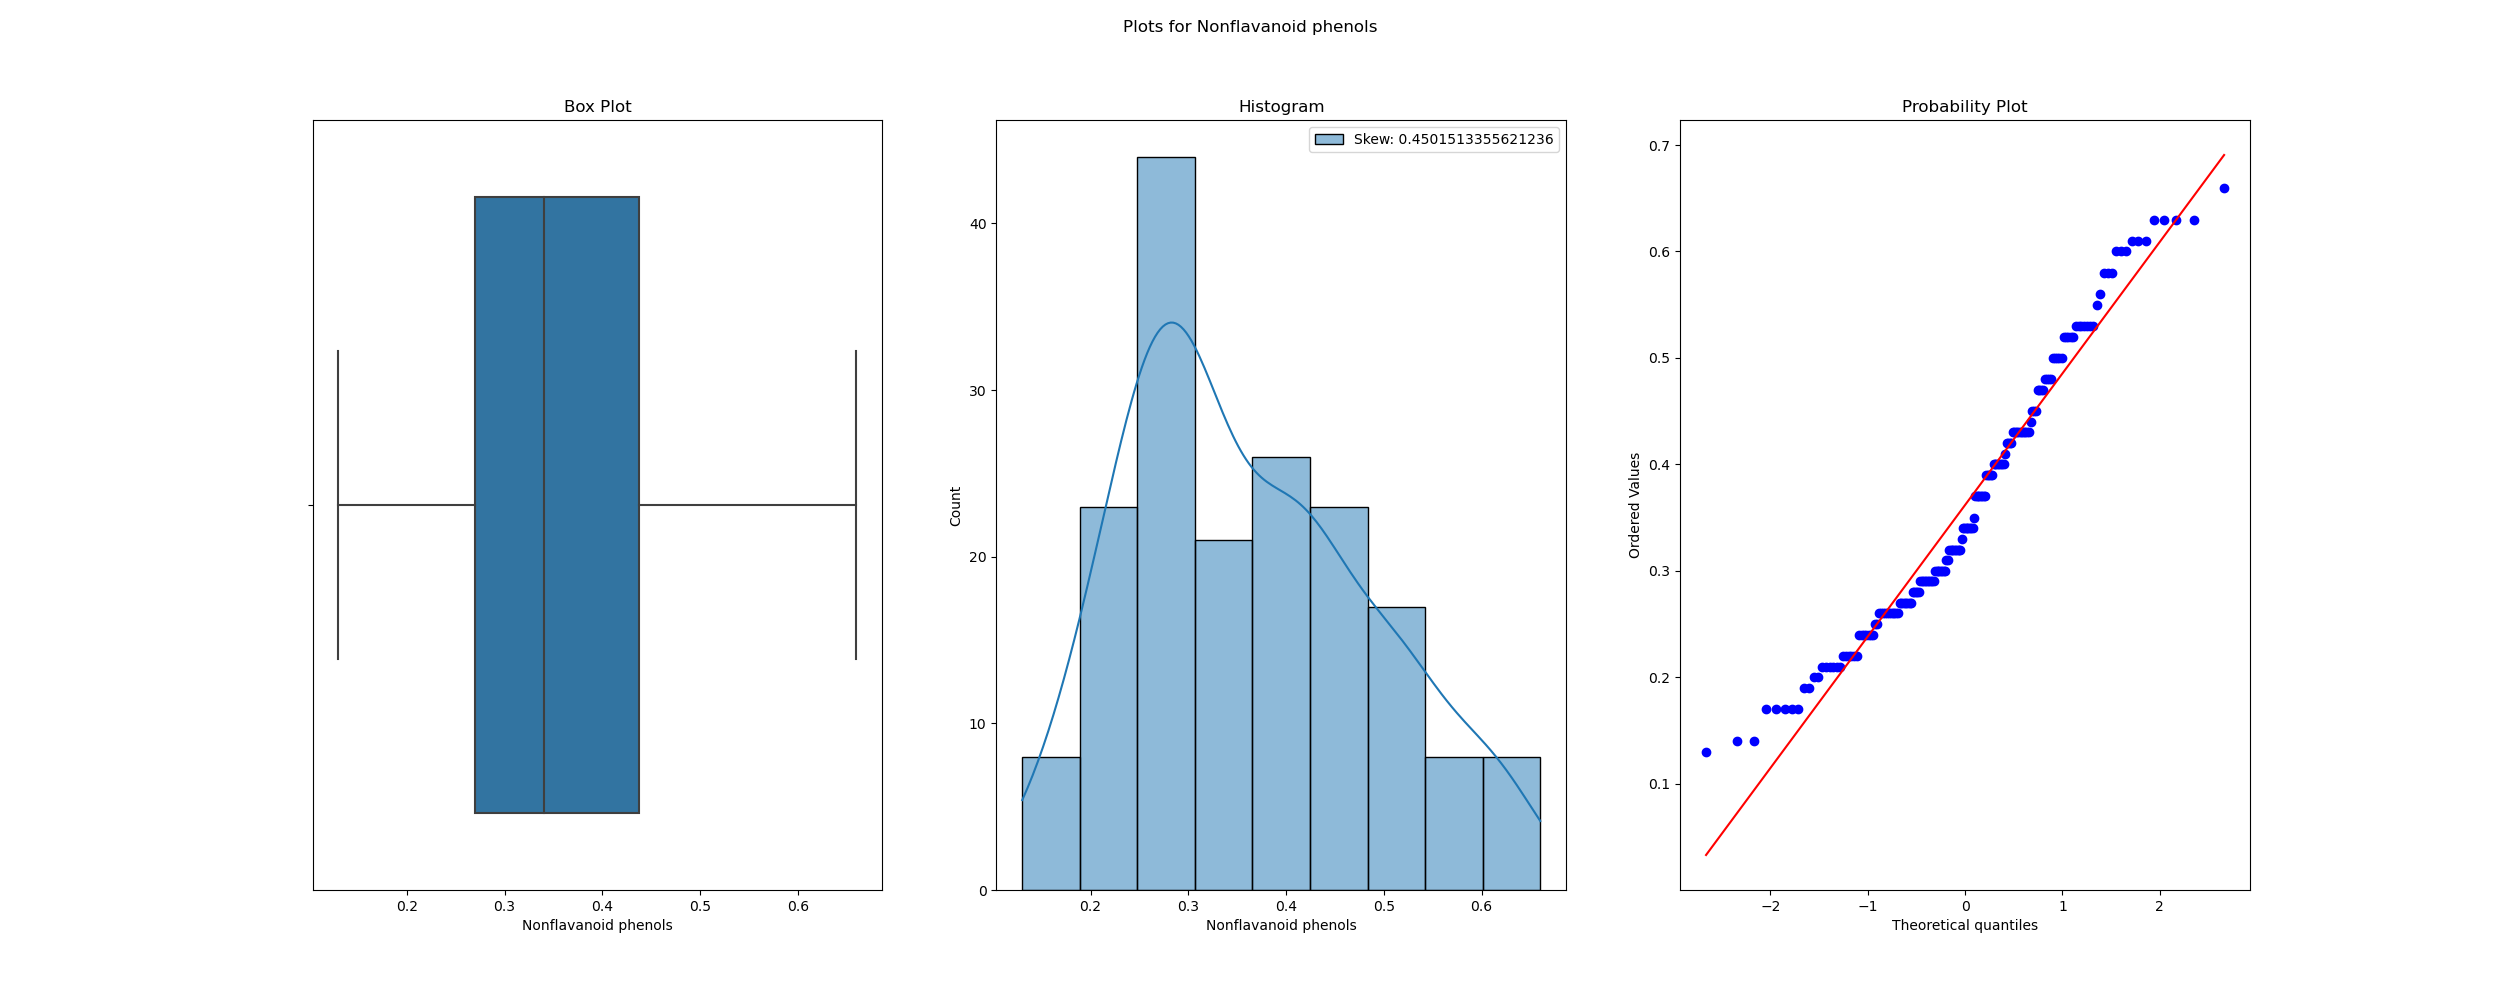 Plots for Nonflavanoid phenols
Box Plot
0.2 0.3 0.4 0.5 0.6
Nonflavanoid phenols
Histogram
Skew: 0.4501513355621236
40
30
20
10
0
Count
0.2 0.3 0.4 0.5 0.6
Nonflavanoid phenols
Probability Plot
0.7
0.6
0.5
0.4
0.3
0.2
0.1
Ordered Values
−2 −1 0 1 2
Theoretical quantiles